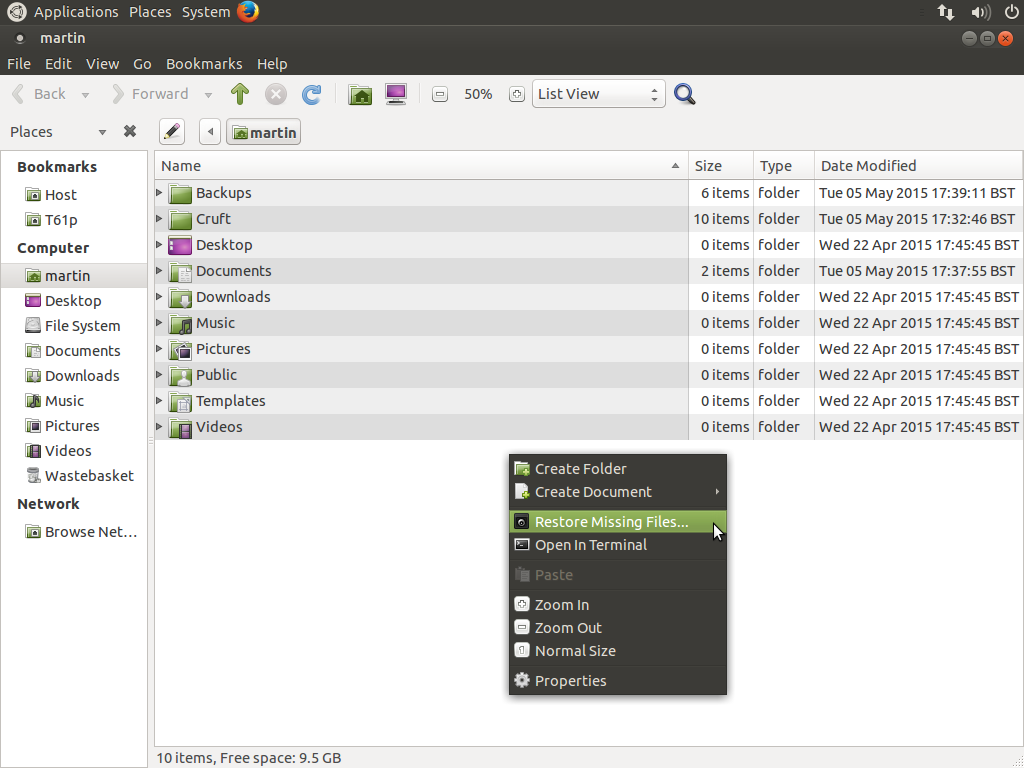 Applications Places System
martin
File Edit View Go Bookmarks Help
Back Forward 50% List View
Places martin
Bookmarks
Host
T61p
Computer
martin
Desktop
File System
Documents
Downloads
Music
Pictures
Videos
Wastebasket
Network
Browse Net...
Name Size Type Date Modified
Backups 6 items folder Tue 05 May 2015 17:39:11 BST
Cruft 10 items folder Tue 05 May 2015 17:32:46 BST
Desktop 0 items folder Wed 22 Apr 2015 17:45:45 BST
Documents 2 items folder Tue 05 May 2015 17:37:55 BST
Downloads 0 items folder Wed 22 Apr 2015 17:45:45 BST
Music 0 items folder Wed 22 Apr 2015 17:45:45 BST
Pictures 0 items folder Wed 22 Apr 2015 17:45:45 BST
Public 0 items folder Wed 22 Apr 2015 17:45:45 BST
Templates 0 items folder Wed 22 Apr 2015 17:45:45 BST
Videos 0 items folder Wed 22 Apr 2015 17:45:45 BST
Create Folder
Create Document
Restore Missing Files...
Open In Terminal
Paste
Zoom In
Zoom Out
Normal Size
Properties
10 items, Free space: 9.5 GB